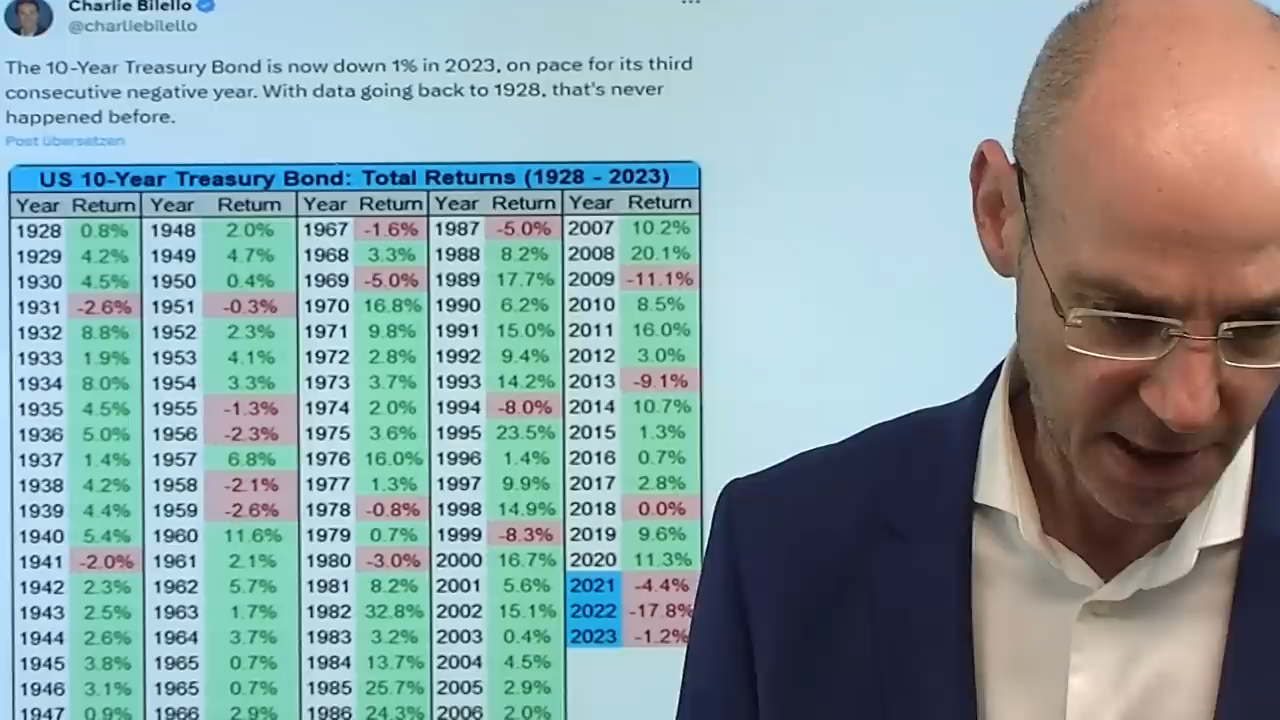 Charlie Bilello
@charliebilello
The 10-Year Treasury Bond is now down 1% in 2023, on pace for its third
consecutive negative year. With data going back to 1928, that's never
happened before.
Post übersetzen
US 10-Year Treasury Bond: Total Returns (1928 - 2023)
Year Return Year Return Year Return Year Return Year Return
1928 0.8% 1948 2.0% 1967 -1.6% 1987 -5.0% 2007 10.2%
1929 4.2% 1949 4.7% 1968 3.3% 1988 8.2% 2008 20.1%
1930 4.5% 1950 0.4% 1969 -5.0% 1989 17.7% 2009 -11.1%
1931 -2.6% 1951 -0.3% 1970 16.8% 1990 6.2% 2010 8.5%
1932 8.8% 1952 2.3% 1971 9.8% 1991 15.0% 2011 16.0%
1933 1.9% 1953 4.1% 1972 2.8% 1992 9.4% 2012 3.0%
1934 8.0% 1954 3.3% 1973 3.7% 1993 14.2% 2013 -9.1%
1935 4.5% 1955 -1.3% 1974 2.0% 1994 -8.0% 2014 10.7%
1936 5.0% 1956 -2.3% 1975 3.6% 1995 23.5% 2015 1.3%
1937 1.4% 1957 6.8% 1976 16.0% 1996 1.4% 2016 0.7%
1938 4.2% 1958 -2.1% 1977 1.3% 1997 9.9% 2017 2.8%
1939 4.4% 1959 -2.6% 1978 -0.8% 1998 14.9% 2018 0.0%
1940 5.4% 1960 11.6% 1979 0.7% 1999 -8.3% 2019 9.6%
1941 -2.0% 1961 2.1% 1980 -3.0% 2000 16.7% 2020 11.3%
1942 2.3% 1962 5.7% 1981 8.2% 2001 5.6% 2021 -4.4%
1943 2.5% 1963 1.7% 1982 32.8% 2002 15.1% 2022 -17.8%
1944 2.6% 1964 3.7% 1983 3.2% 2003 0.4% 2023 -1.2%
1945 3.8% 1965 0.7% 1984 13.7% 2004 4.5%
1946 3.1% 1965 0.7% 1985 25.7% 2005 2.9%
1947 0.9% 1966 2.9% 1986 24.3% 2006 2.0%